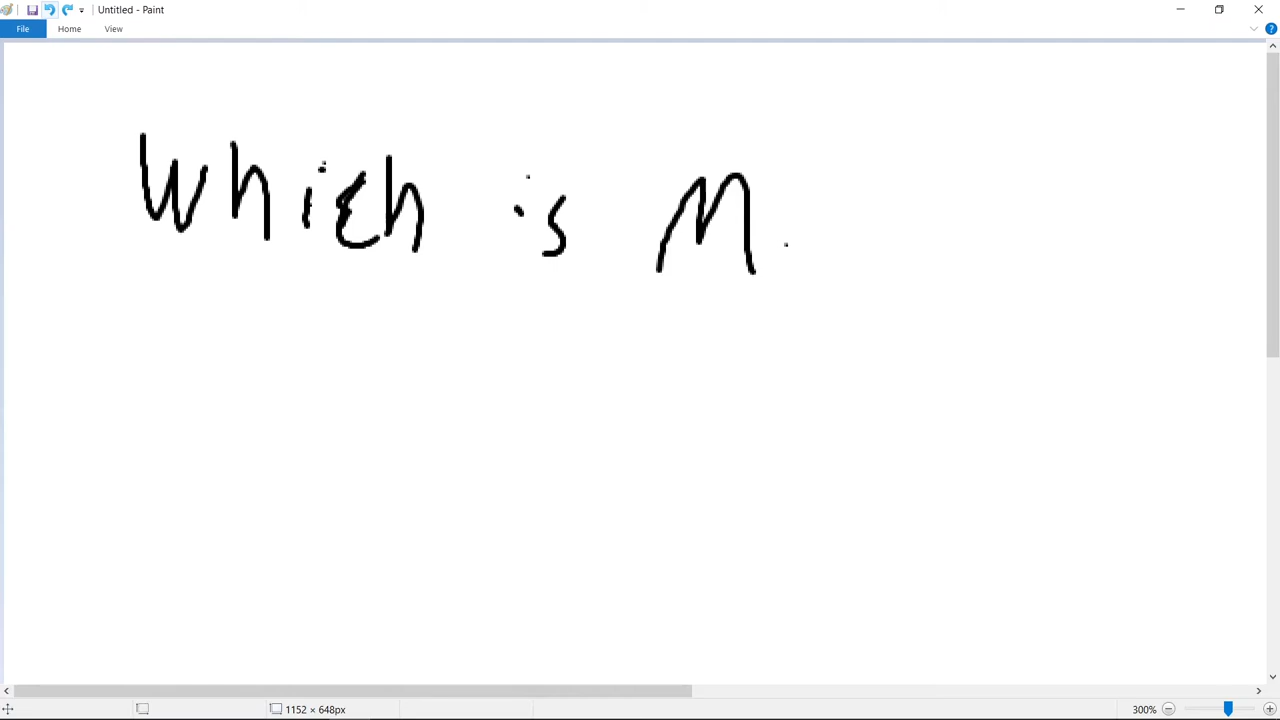 Untitled - Paint
File Home View
Which is M.
1152 × 648px 300%